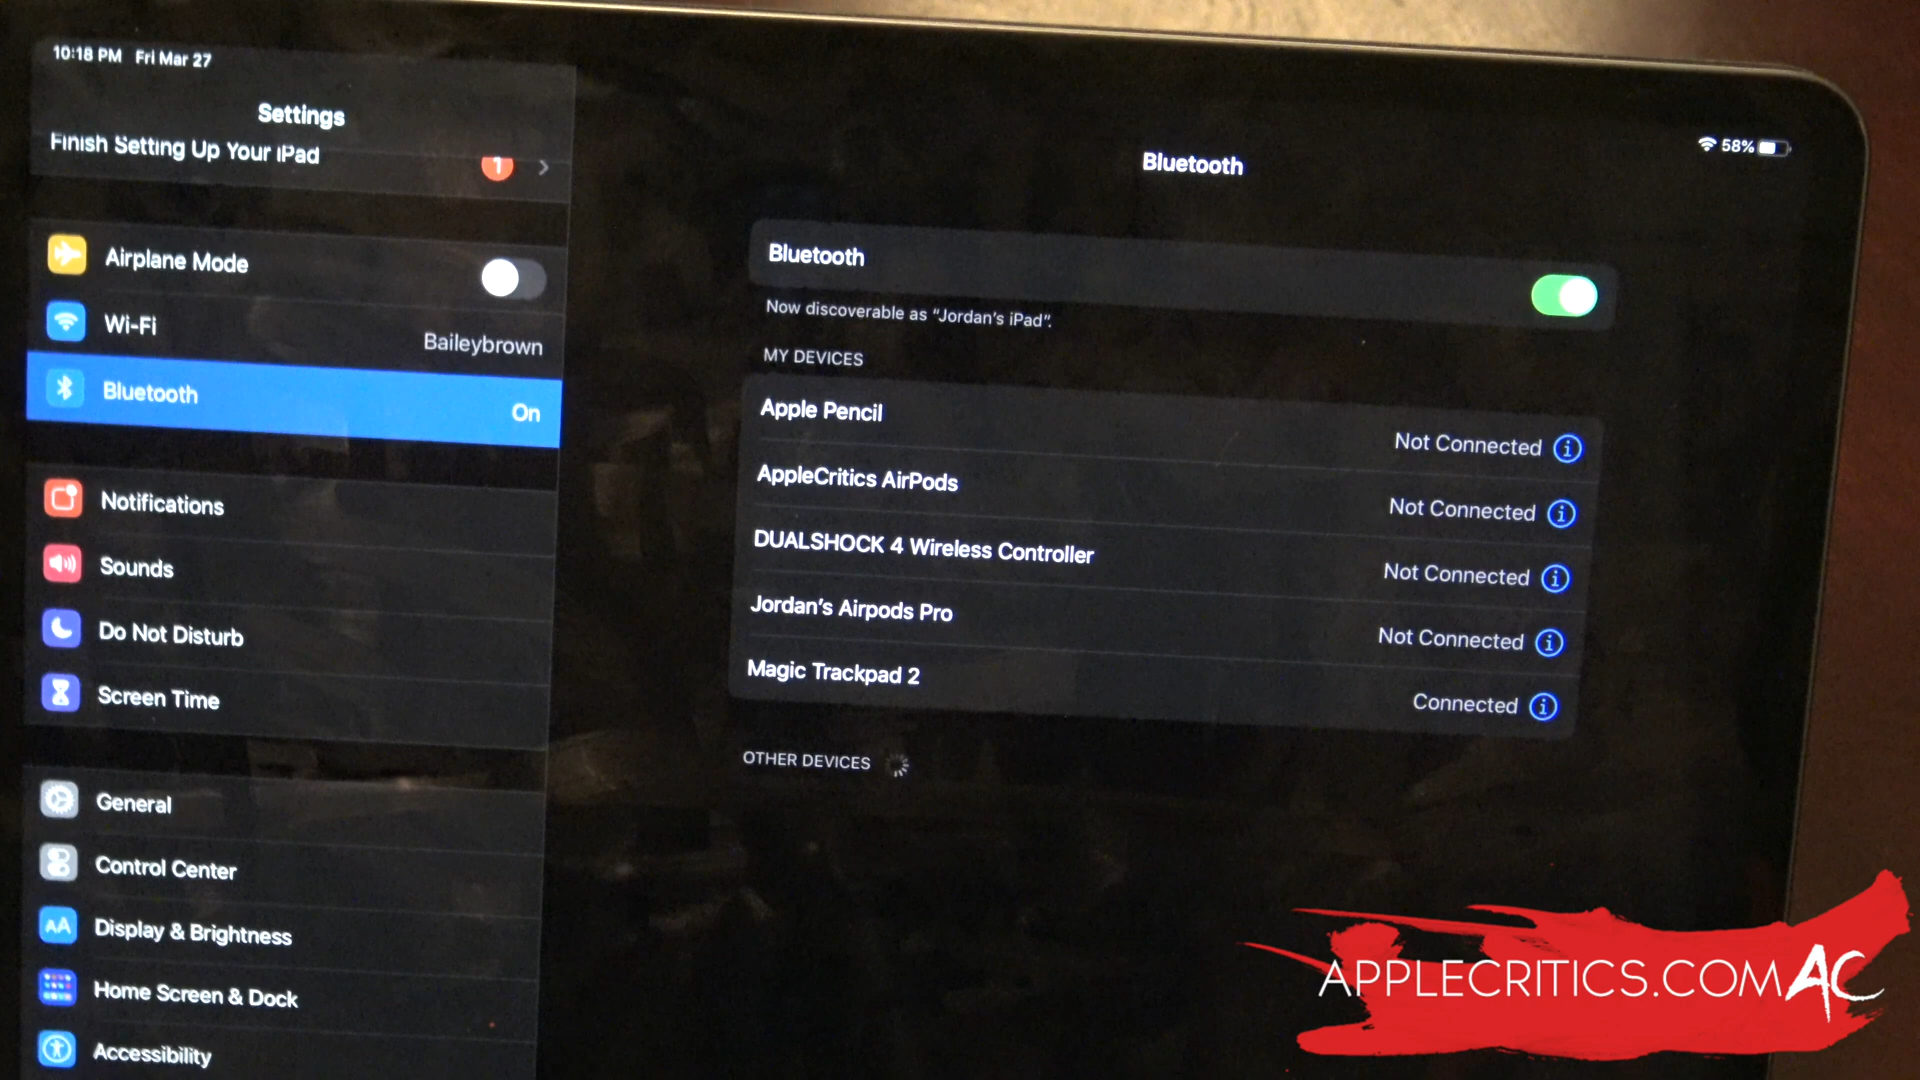 10:18 PM Fri Mar 27
58%
Settings
Finish Setting Up Your iPad 1
Airplane Mode
Wi-Fi Baileybrown
Bluetooth On
Notifications
Sounds
Do Not Disturb
Screen Time
General
Control Center
AA Display & Brightness
Home Screen & Dock
Accessibility
Bluetooth
Bluetooth
Now discoverable as “Jordan’s iPad”.
MY DEVICES
Apple Pencil Not Connected i
AppleCritics AirPods Not Connected i
DUALSHOCK 4 Wireless Controller Not Connected i
Jordan’s Airpods Pro Not Connected i
Magic Trackpad 2 Connected i
OTHER DEVICES
APPLECRITICS.COM AC